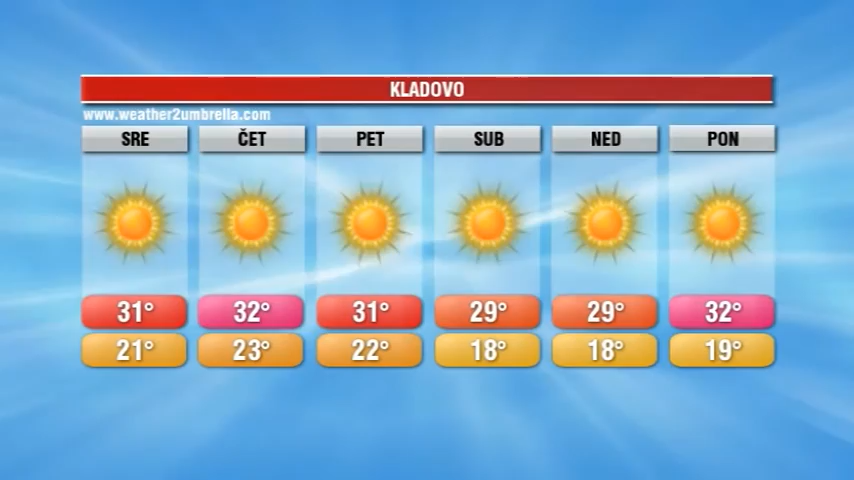 KLADOVO
www.weather2umbrella.com
SRE ČET PET SUB NED PON
31° 32° 31° 29° 29° 32°
21° 23° 22° 18° 18° 19°